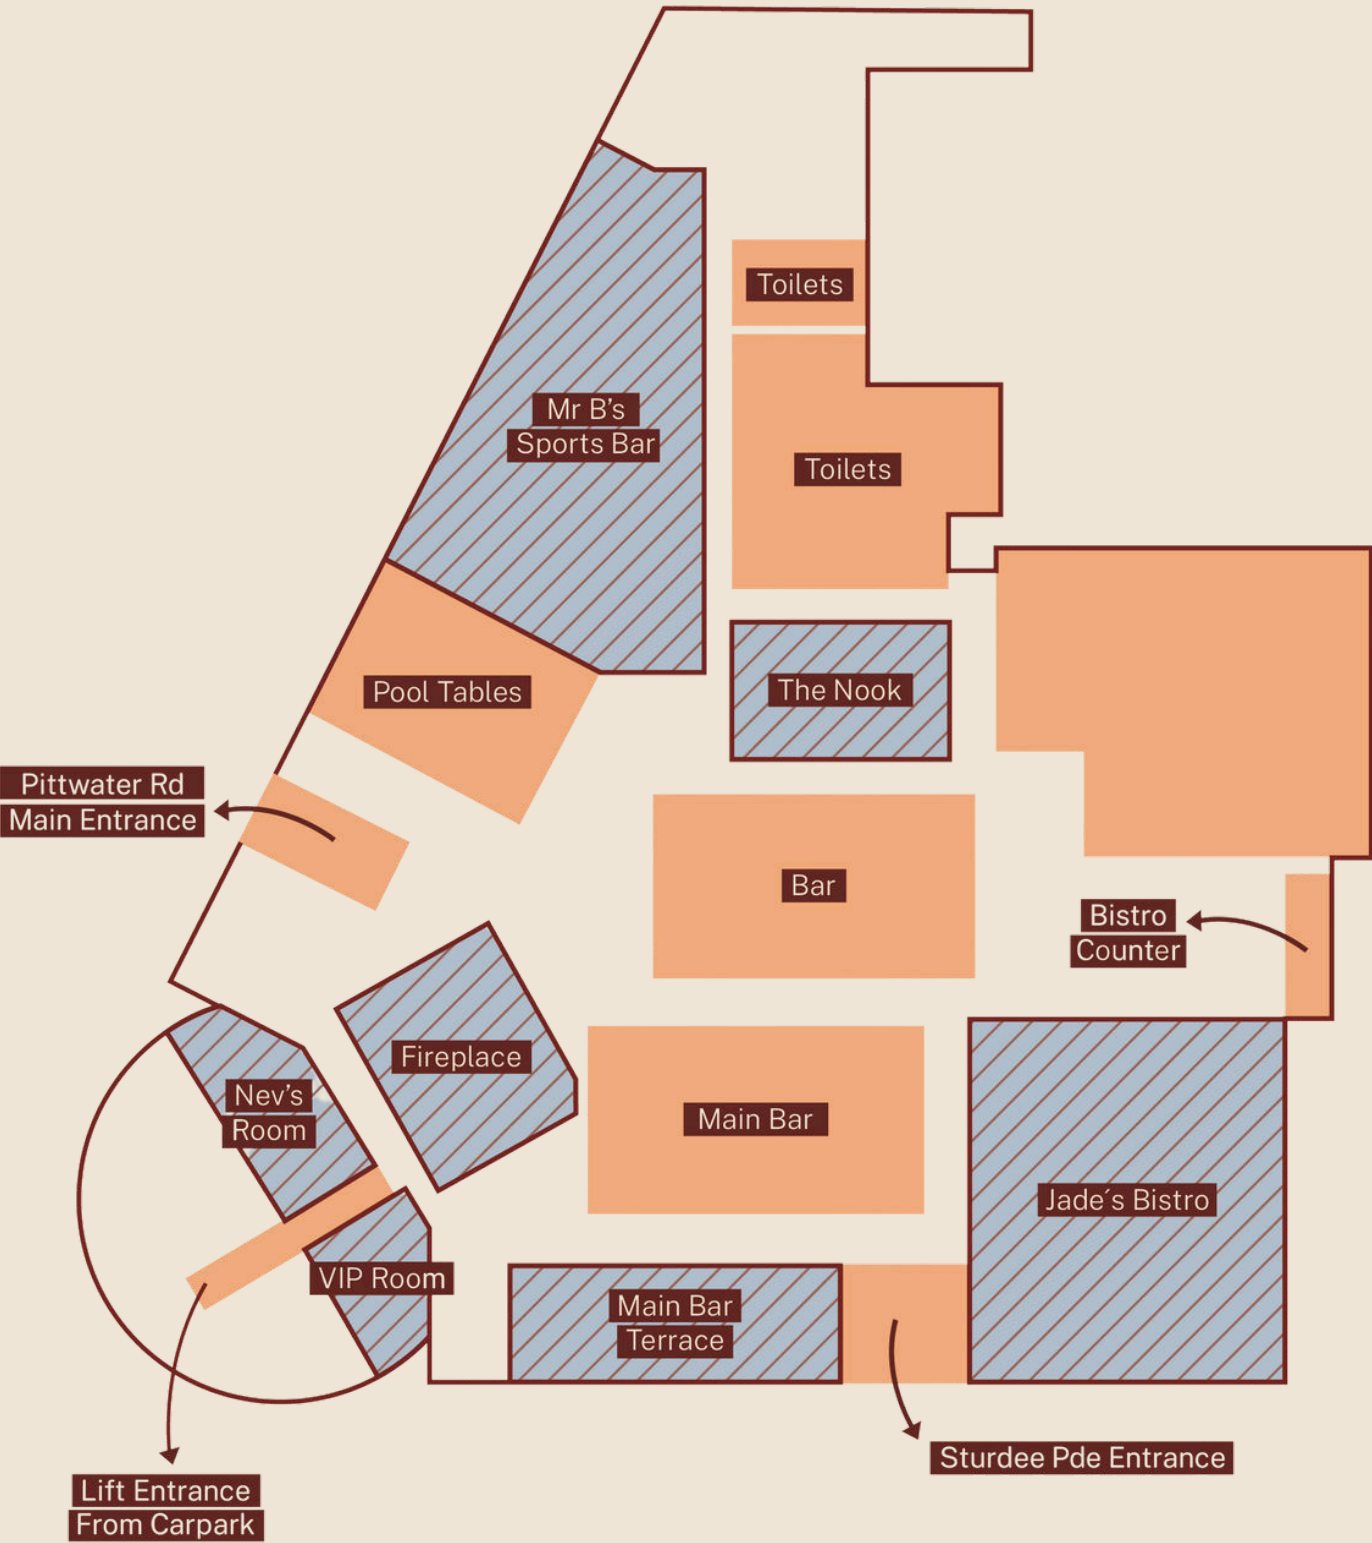 Toilets
Mr B's
Sports Bar
Toilets
Pool Tables
The Nook
Pittwater Rd
Main Entrance
Bar
Bistro
Counter
Fireplace
Nev's
Room
Main Bar
Jade´s Bistro
VIP Room
Main Bar
Terrace
Sturdee Pde Entrance
Lift Entrance
From Carpark